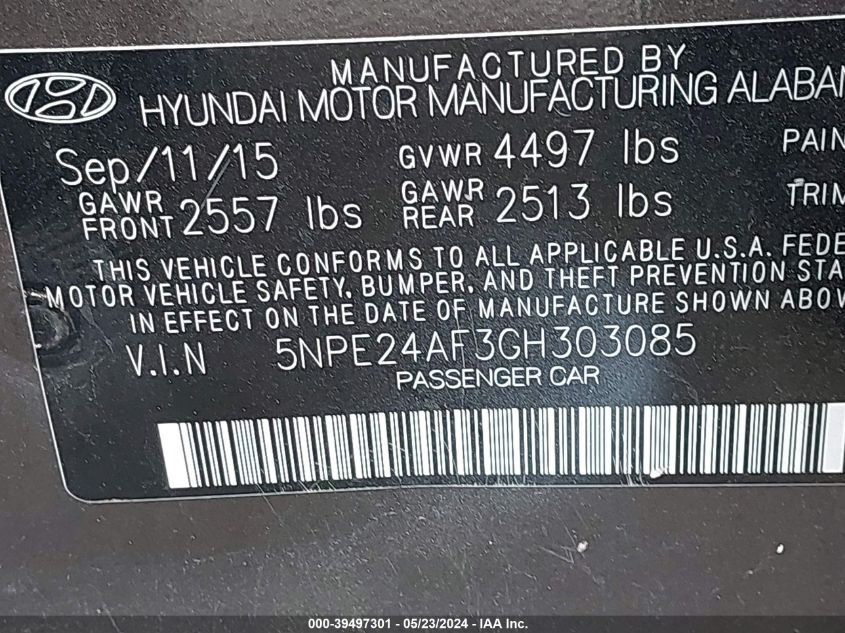 MANUFACTURED BY
HYUNDAI MOTOR MANUFACTURING ALABAM
Sep/11/15 GVWR 4497 lbs PAIN
GAWR FRONT 2557 lbs GAWR REAR 2513 lbs TRIM
THIS VEHICLE CONFORMS TO ALL APPLICABLE U.S.A. FEDE
MOTOR VEHICLE SAFETY, BUMPER, AND THEFT PREVENTION STA
IN EFFECT ON THE DATE OF MANUFACTURE SHOWN ABOV
V.I.N 5NPE24AF3GH303085
PASSENGER CAR
000-39497301 - 05/23/2024 - IAA, Inc.